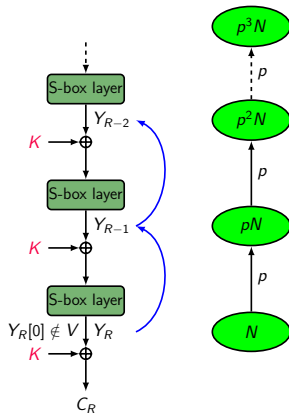 S-box layer
Y_{R−2}
K
S-box layer
Y_{R−1}
K
S-box layer
Y_R[0] ∉ V Y_R
K
C_R
p^3N
p
p^2N
p
pN
p
N